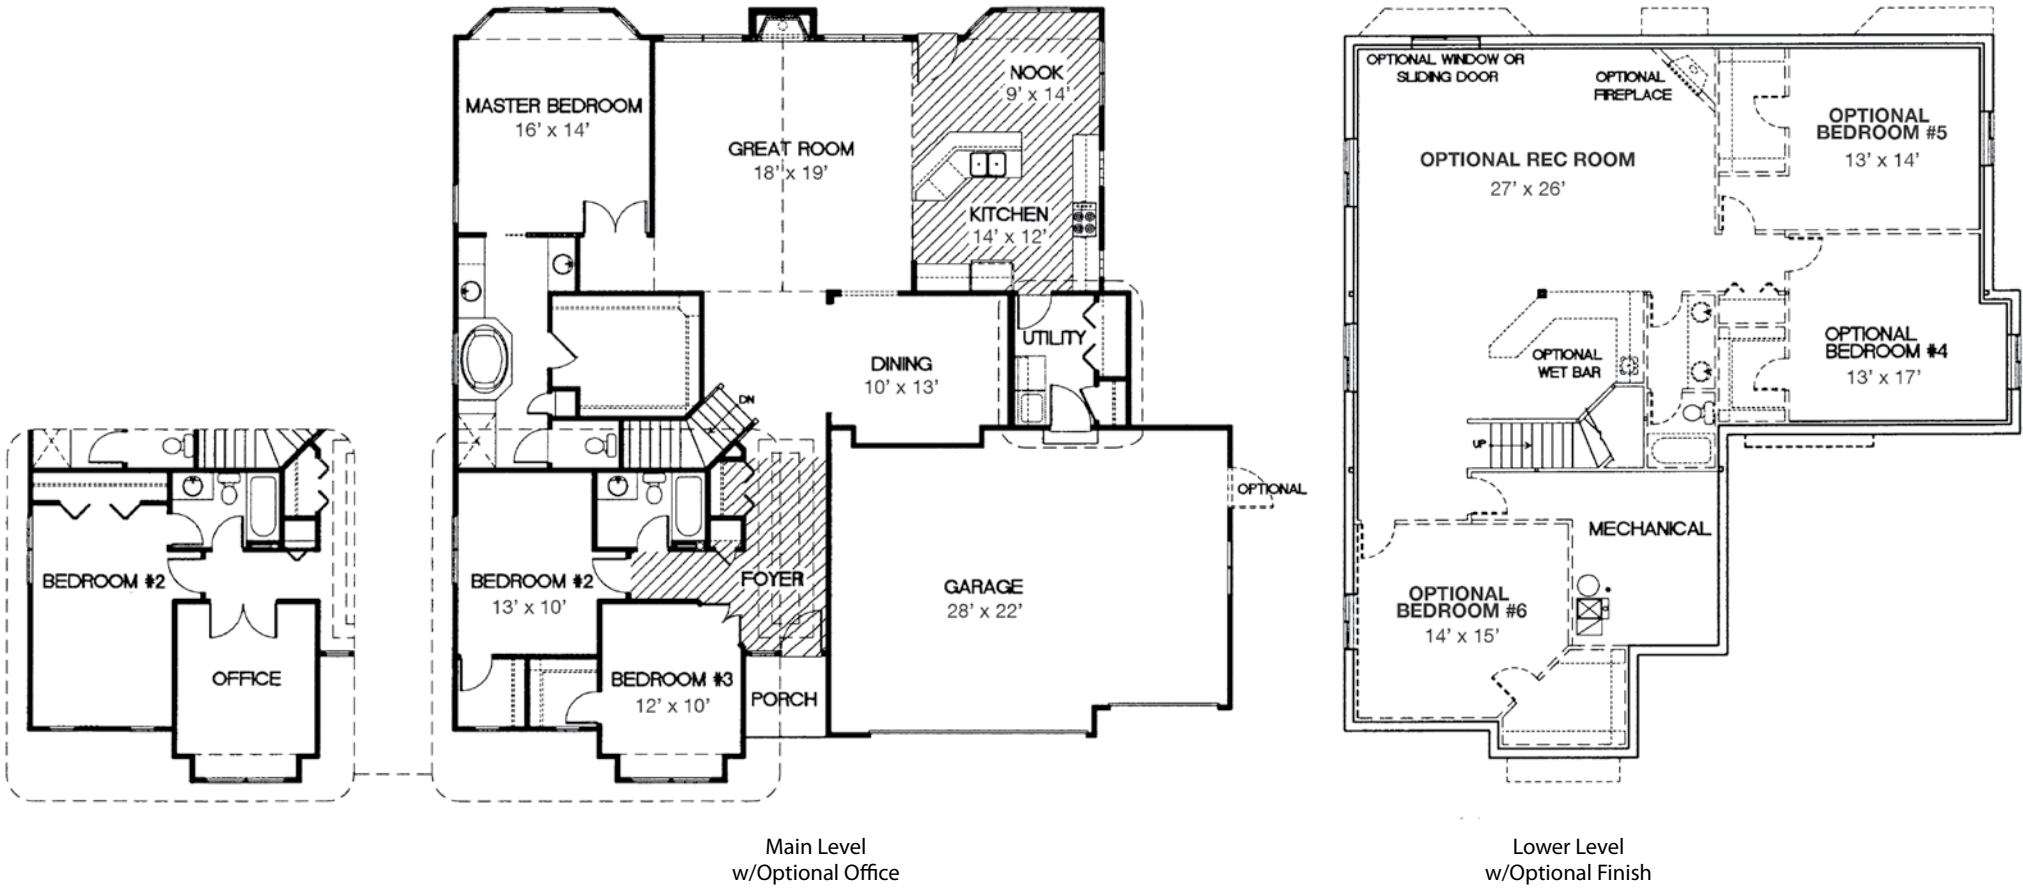 MASTER BEDROOM
16' x 14'
GREAT ROOM
18' x 19'
NOOK
9' x 14'
KITCHEN
14' x 12'
UTILITY
DINING
10' x 13'
DN
BEDROOM #2
OFFICE
BEDROOM #2
13' x 10'
FOYER
BEDROOM #3
12' x 10'
PORCH
GARAGE
28' x 22'
OPTIONAL
Main Level
w/Optional Office
OPTIONAL WINDOW OR
SLIDING DOOR
OPTIONAL
FIREPLACE
OPTIONAL
BEDROOM #5
13' x 14'
OPTIONAL REC ROOM
27' x 26'
OPTIONAL
WET BAR
OPTIONAL
BEDROOM #4
13' x 17'
UP
MECHANICAL
OPTIONAL
BEDROOM #6
14' x 15'
Lower Level
w/Optional Finish